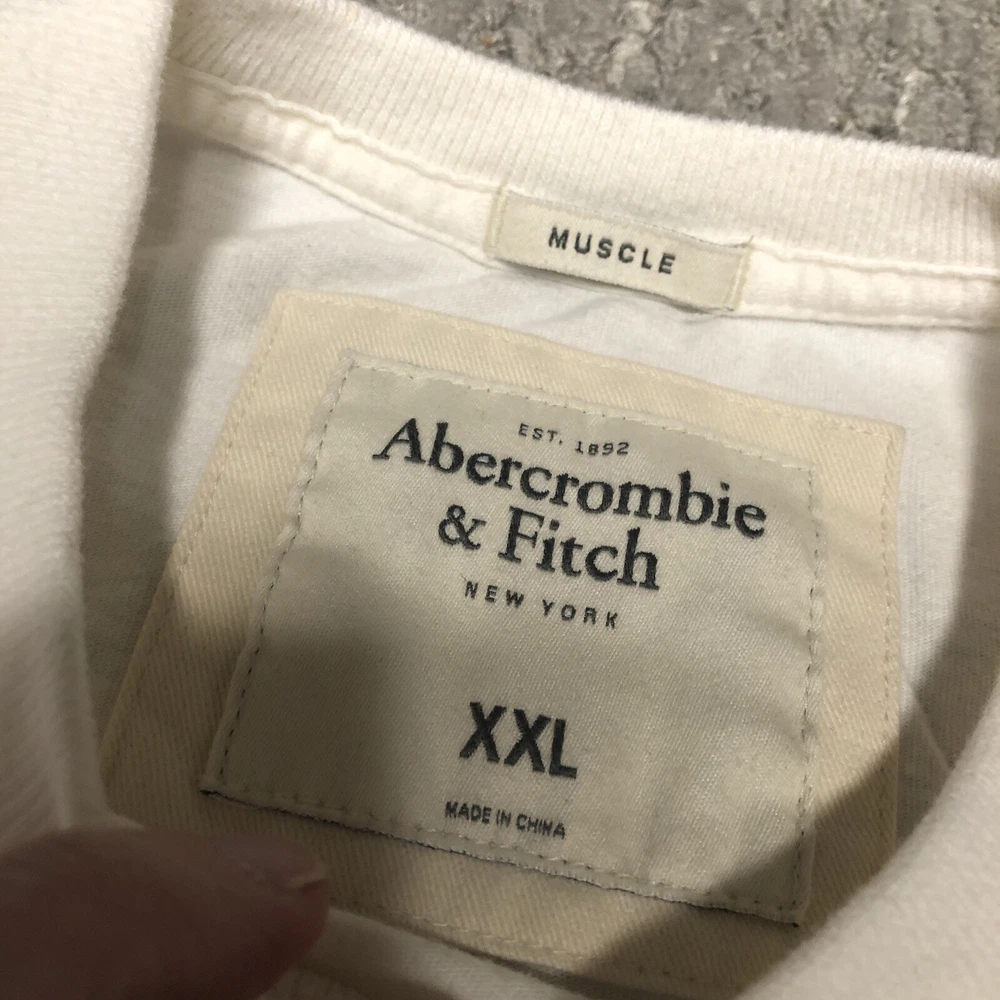 MUSCLE
EST. 1892
Abercrombie
& Fitch
NEW YORK
XXL
MADE IN CHINA